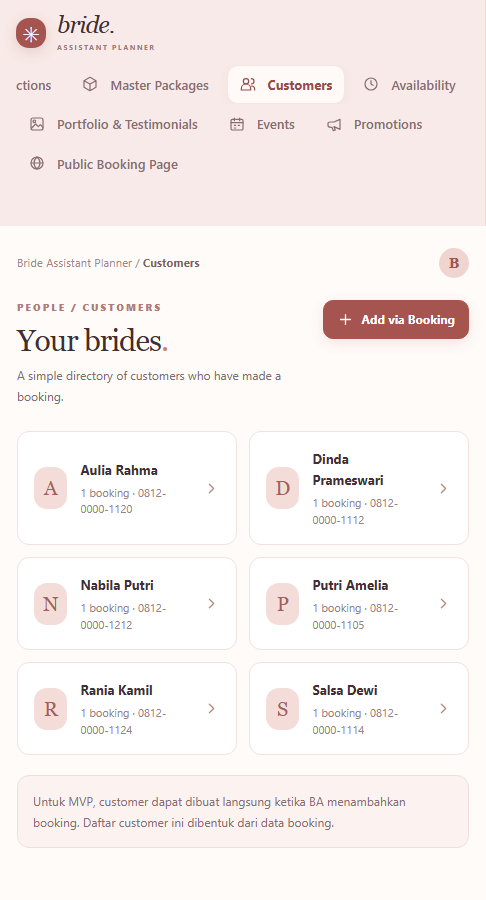 bride.
ASSISTANT PLANNER
ctions
Master Packages
Customers
Availability
Portfolio & Testimonials
Events
Promotions
Public Booking Page
Bride Assistant Planner / Customers
B
PEOPLE / CUSTOMERS
Add via Booking
Your brides.
A simple directory of customers who have made a
booking.
A
Aulia Rahma
1 booking · 0812-
0000-1120
D
Dinda
Prameswari
1 booking · 0812-
0000-1112
N
Nabila Putri
1 booking · 0812-
0000-1212
P
Putri Amelia
1 booking · 0812-
0000-1105
R
Rania Kamil
1 booking · 0812-
0000-1124
S
Salsa Dewi
1 booking · 0812-
0000-1114
Untuk MVP, customer dapat dibuat langsung ketika BA menambahkan
booking. Daftar customer ini dibentuk dari data booking.